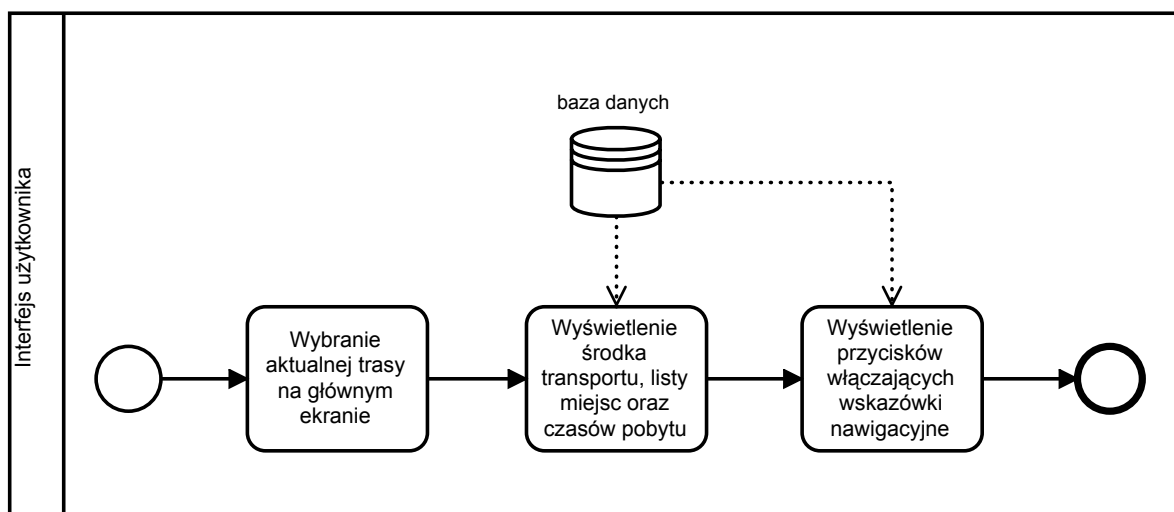 Interfejs użytkownika
baza danych
Wybranie
aktualnej trasy
na głównym
ekranie
Wyświetlenie
środka
transportu, listy
miejsc oraz
czasów pobytu
Wyświetlenie
przycisków
włączających
wskazówki
nawigacyjne